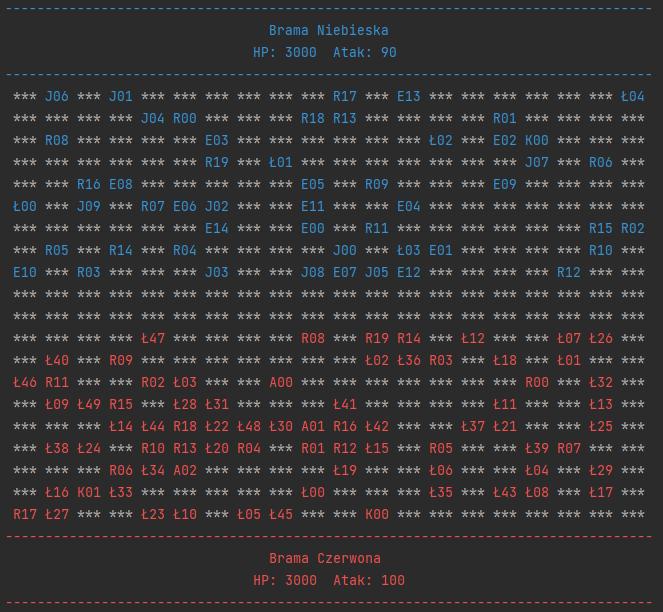 Brama Niebieska
HP: 3000 Atak: 90
*** J06 *** J01 *** *** *** *** *** *** R17 *** E13 *** *** *** *** *** *** Ł04
*** *** *** *** J04 R00 *** *** *** R18 R13 *** *** *** *** R01 *** *** *** ***
*** R08 *** *** *** *** E03 *** *** *** *** *** *** Ł02 *** E02 K00 *** *** ***
*** *** *** *** *** *** R19 *** Ł01 *** *** *** *** *** *** *** J07 *** R06 ***
*** *** R16 E08 *** *** *** *** *** E05 *** R09 *** *** *** E09 *** *** *** ***
Ł00 *** J09 *** R07 E06 J02 *** *** E11 *** *** E04 *** *** *** *** *** *** ***
*** *** *** *** *** *** E14 *** *** E00 *** R11 *** *** *** *** *** *** R15 R02
*** R05 *** R14 *** R04 *** *** *** *** J00 *** Ł03 E01 *** *** *** *** R10 ***
E10 *** R03 *** *** *** J03 *** *** J08 E07 J05 E12 *** *** *** *** R12 *** ***
*** *** *** *** *** *** *** *** *** *** *** *** *** *** *** *** *** *** *** ***
*** *** *** *** *** *** *** *** *** *** *** *** *** *** *** *** *** *** *** ***
*** *** *** *** Ł47 *** *** *** *** R08 *** R19 R14 *** Ł12 *** *** Ł07 Ł26 ***
*** Ł40 *** R09 *** *** *** *** *** *** *** Ł02 Ł36 R03 *** Ł18 *** Ł01 *** ***
Ł46 R11 *** *** R02 Ł03 *** *** A00 *** *** *** *** *** *** *** R00 *** Ł32 ***
*** Ł09 Ł49 R15 *** Ł28 Ł31 *** *** *** Ł41 *** *** *** *** Ł11 *** *** Ł13 ***
*** *** *** Ł14 Ł44 R18 Ł22 Ł48 Ł30 A01 R16 Ł42 *** *** Ł37 Ł21 *** *** Ł25 ***
*** Ł38 Ł24 *** R10 R13 Ł20 R04 *** R01 R12 Ł15 *** R05 *** *** Ł39 R07 *** ***
*** *** *** R06 Ł34 A02 *** *** *** *** Ł19 *** *** Ł06 *** *** Ł04 *** Ł29 ***
*** Ł16 K01 Ł33 *** *** *** *** *** Ł00 *** *** *** Ł35 *** Ł43 Ł08 *** Ł17 ***
R17 Ł27 *** *** Ł23 Ł10 *** Ł05 Ł45 *** *** K00 *** *** *** *** *** *** *** ***
Brama Czerwona
HP: 3000 Atak: 100